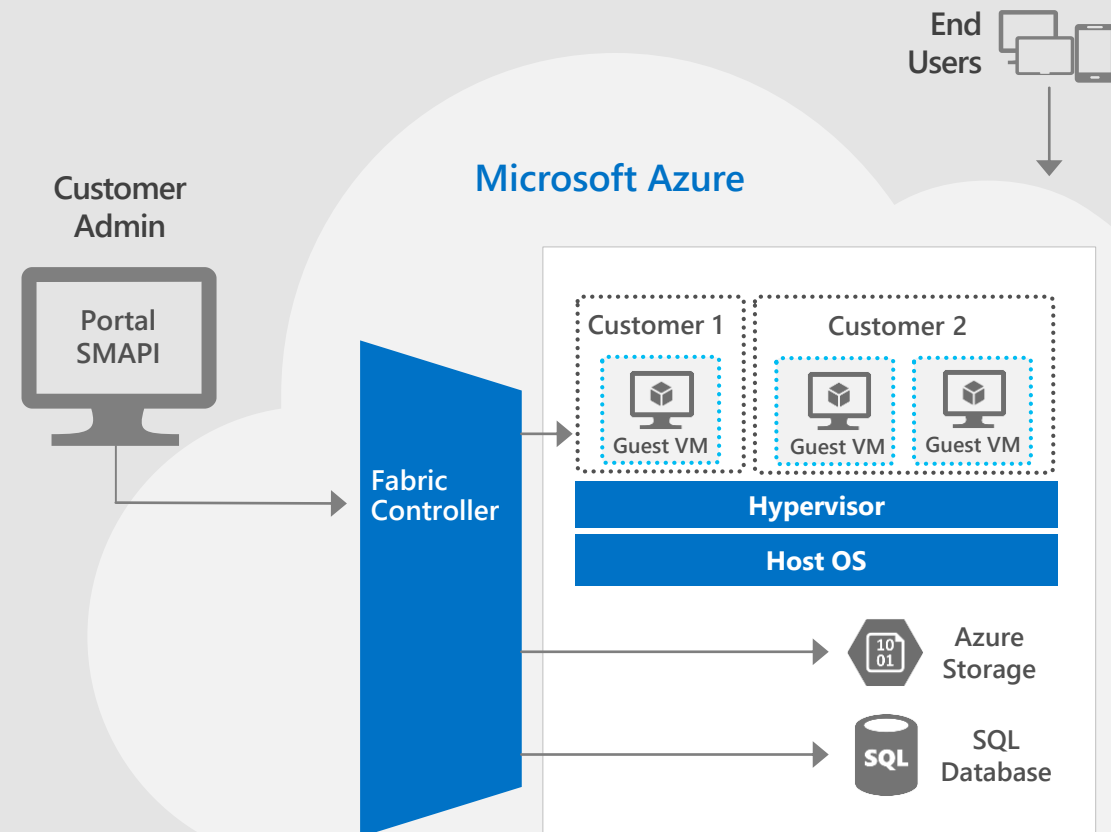 End
Users
Microsoft Azure
Customer
Admin
Portal
SMAPI
Customer 1
Customer 2
Guest VM
Guest VM
Guest VM
Fabric
Controller
Hypervisor
Host OS
10
01
Azure
Storage
SQL
SQL
Database